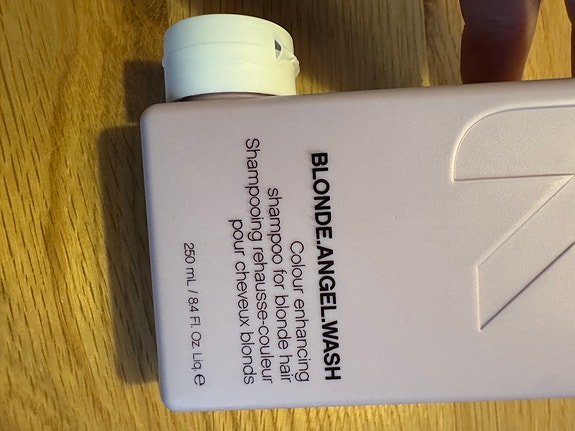 BLONDE.ANGEL.WASH
Colour enhancing
shampoo for blonde hair
Shampooing rehausse-couleur
pour cheveux blonds
250 mL / 8.4 Fl. Oz. Liq. ℮